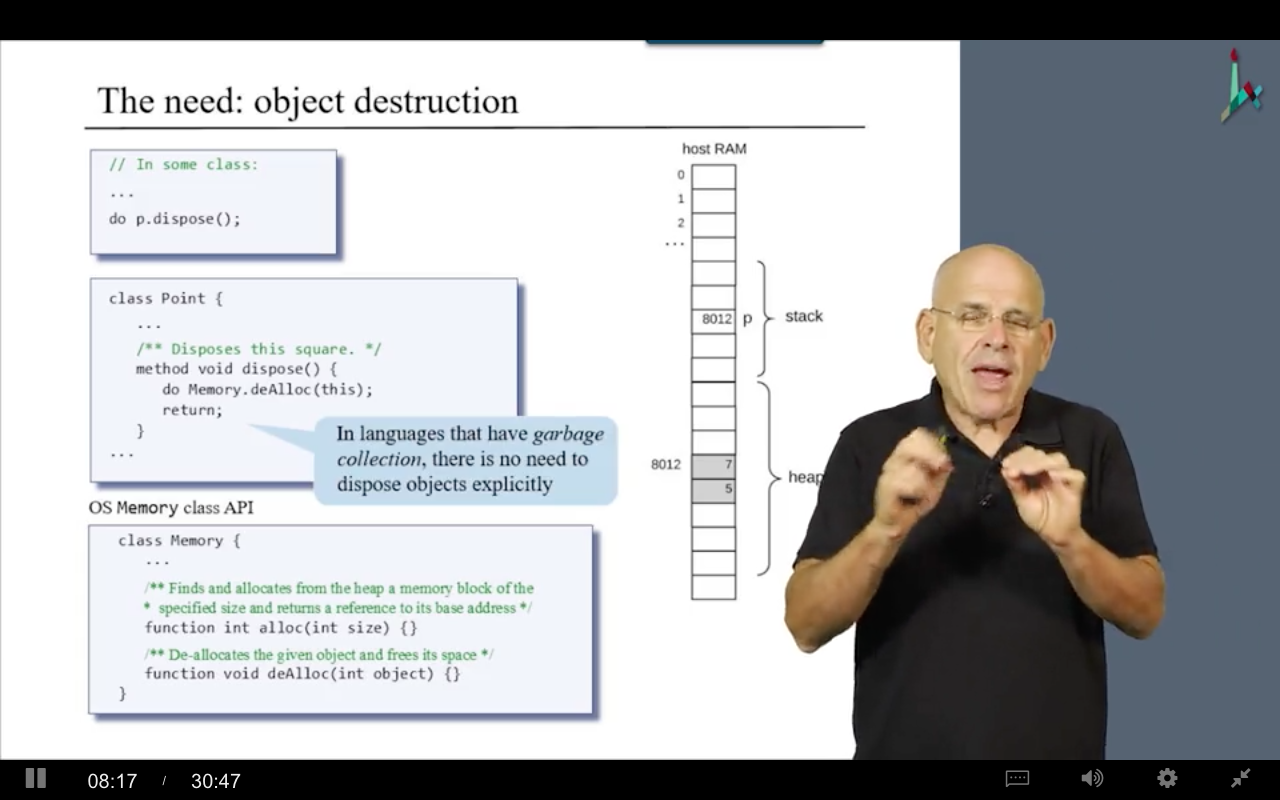 The need: object destruction
// In some class:
...
do p.dispose();
class Point {
...
/** Disposes this square. */
method void dispose() {
do Memory.deAlloc(this);
return;
}
...
In languages that have garbage
collection, there is no need to
dispose objects explicitly
OS Memory class API
class Memory {
...
/** Finds and allocates from the heap a memory block of the
* specified size and returns a reference to its base address */
function int alloc(int size) {}
/** De-allocates the given object and frees its space */
function void deAlloc(int object) {}
}
host RAM
0
1
2
...
8012 p
stack
8012 7
5
heap
08:17 / 30:47